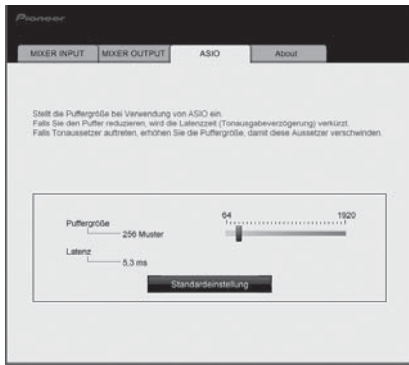 Pioneer
MIXER INPUT MIXER OUTPUT ASIO About
Stellt die Puffergröße bei Verwendung von ASIO ein.
Falls Sie den Puffer reduzieren, wird die Latenzzeit (Tonausgabeverzögerung) verkürzt.
Falls Tonaussetzer auftreten, erhöhen Sie die Puffergröße, damit diese Aussetzer verschwinden.
64 1920
Puffergröße
256 Muster
Latenz
5,3 ms
Standardeinstellung